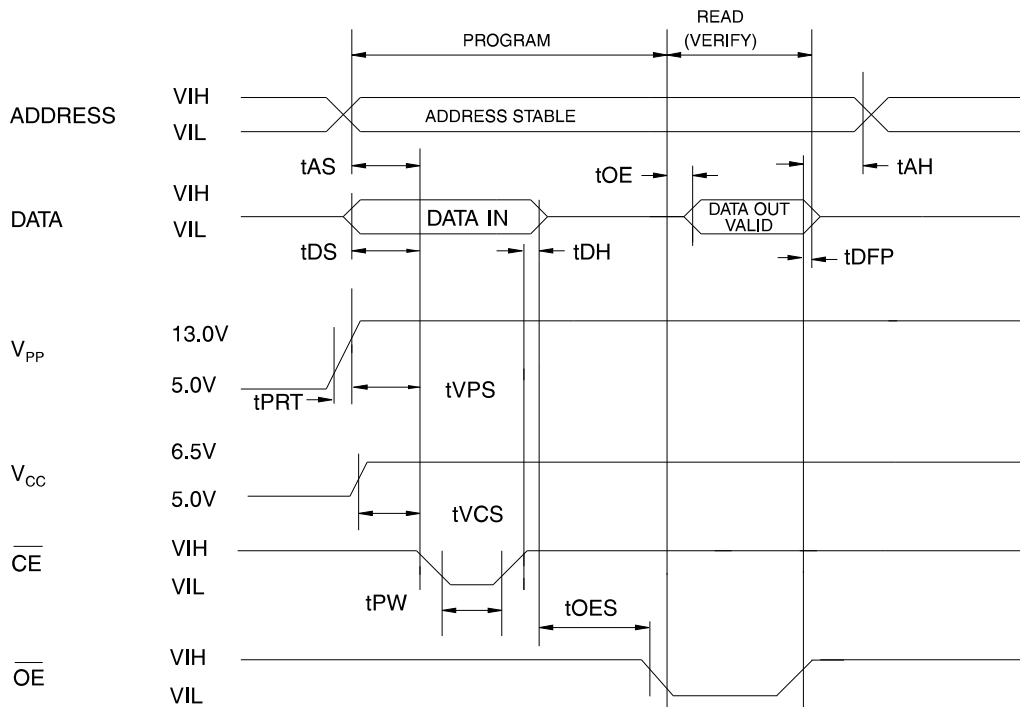 READ
PROGRAM (VERIFY)
ADDRESS VIH
VIL ADDRESS STABLE
tAS tOE tAH
DATA VIH
VIL DATA IN DATA OUT
VALID
tDS tDH tDFP
VPP 13.0V
5.0V tVPS
tPRT
VCC 6.5V
5.0V tVCS
CE VIH
VIL
tPW tOES
OE VIH
VIL